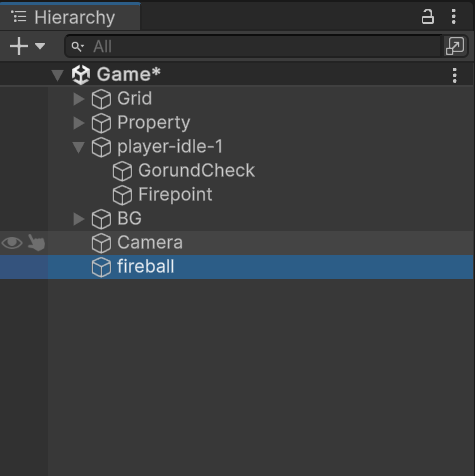 Hierarchy
All
Game*
Grid
Property
player-idle-1
GorundCheck
Firepoint
BG
Camera
fireball